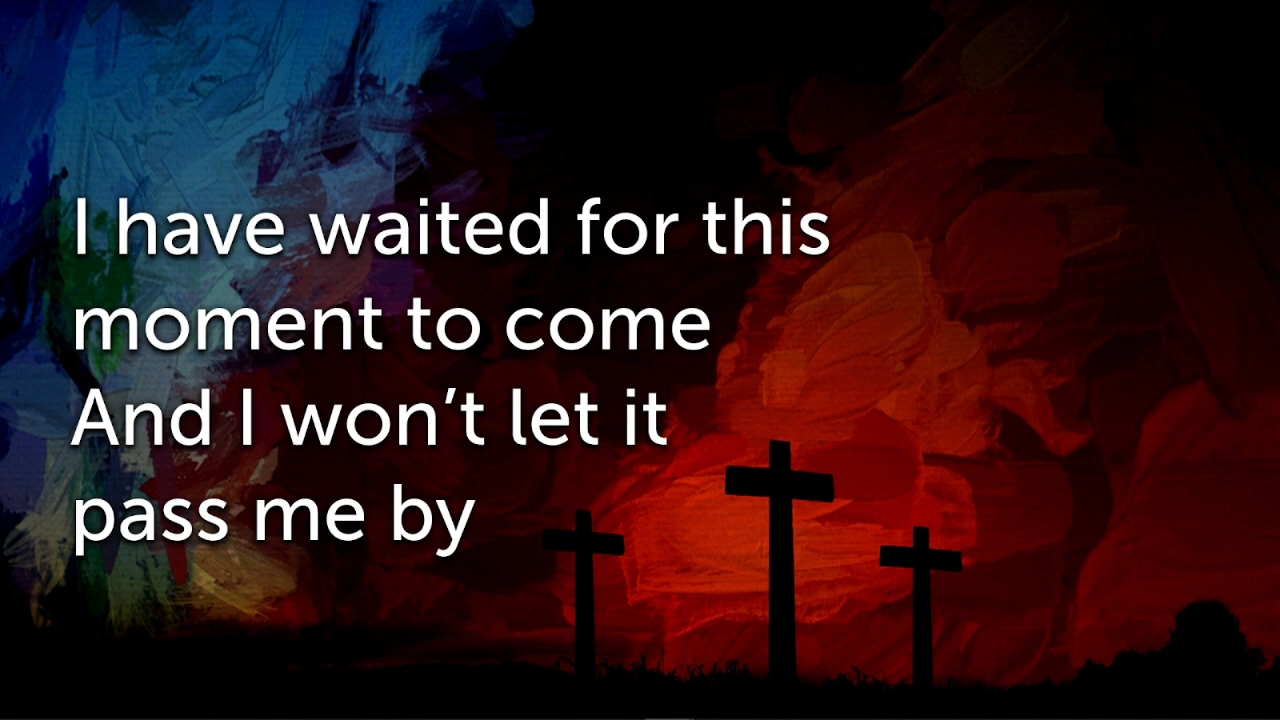 I have waited for this
moment to come
And I won’t let it
pass me by